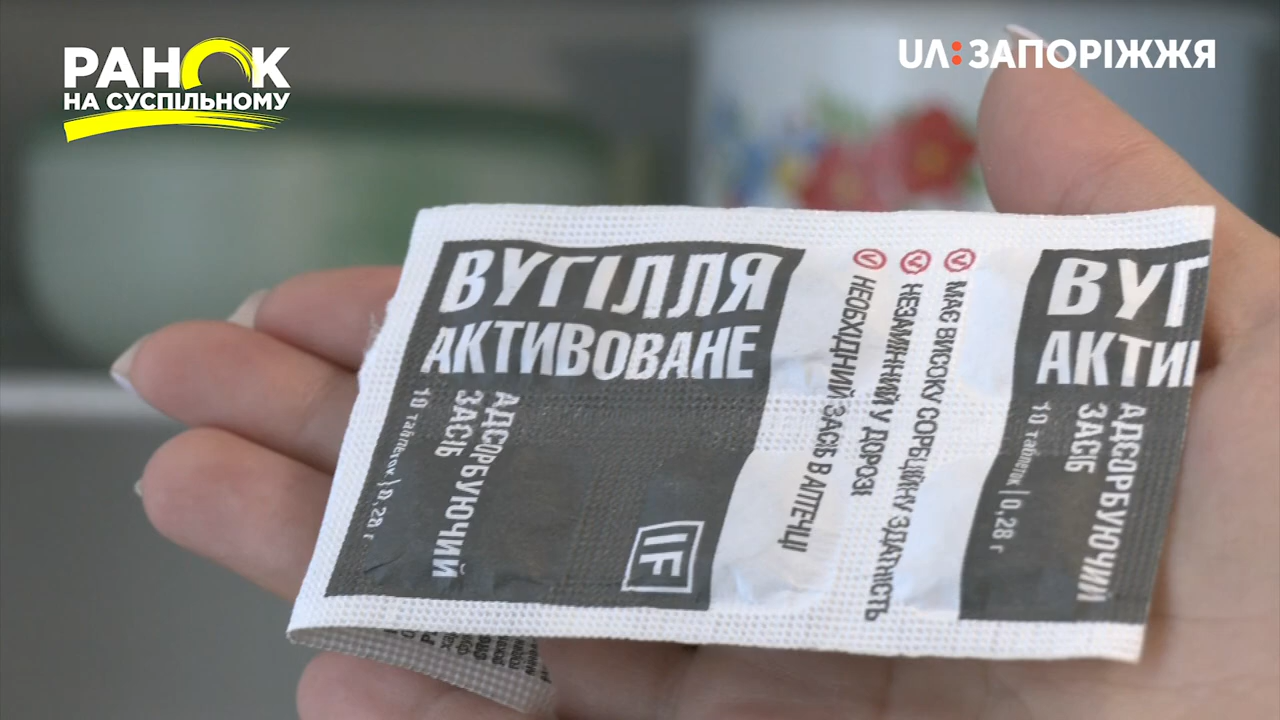 РАНОК
НА СУСПІЛЬНОМУ
UA:ЗАПОРІЖЖЯ
ВУГІЛЛЯ
АКТИВОВАНЕ
АДСОРБУЮЧИЙ
ЗАСІБ
10 таблеток | 0,28 г
IIF
МАЄ ВИСОКУ СОРБЦІЙНУ ЗДАТНІСТЬ
НЕЗАМІННИЙ У ДОРОЗІ
НЕОБХІДНИЙ ЗАСІБ В АПТЕЧЦІ
ВУГ
АКТИ
АДСОРБУЮЧИЙ
ЗАСІБ
10 таблеток | 0,28 г